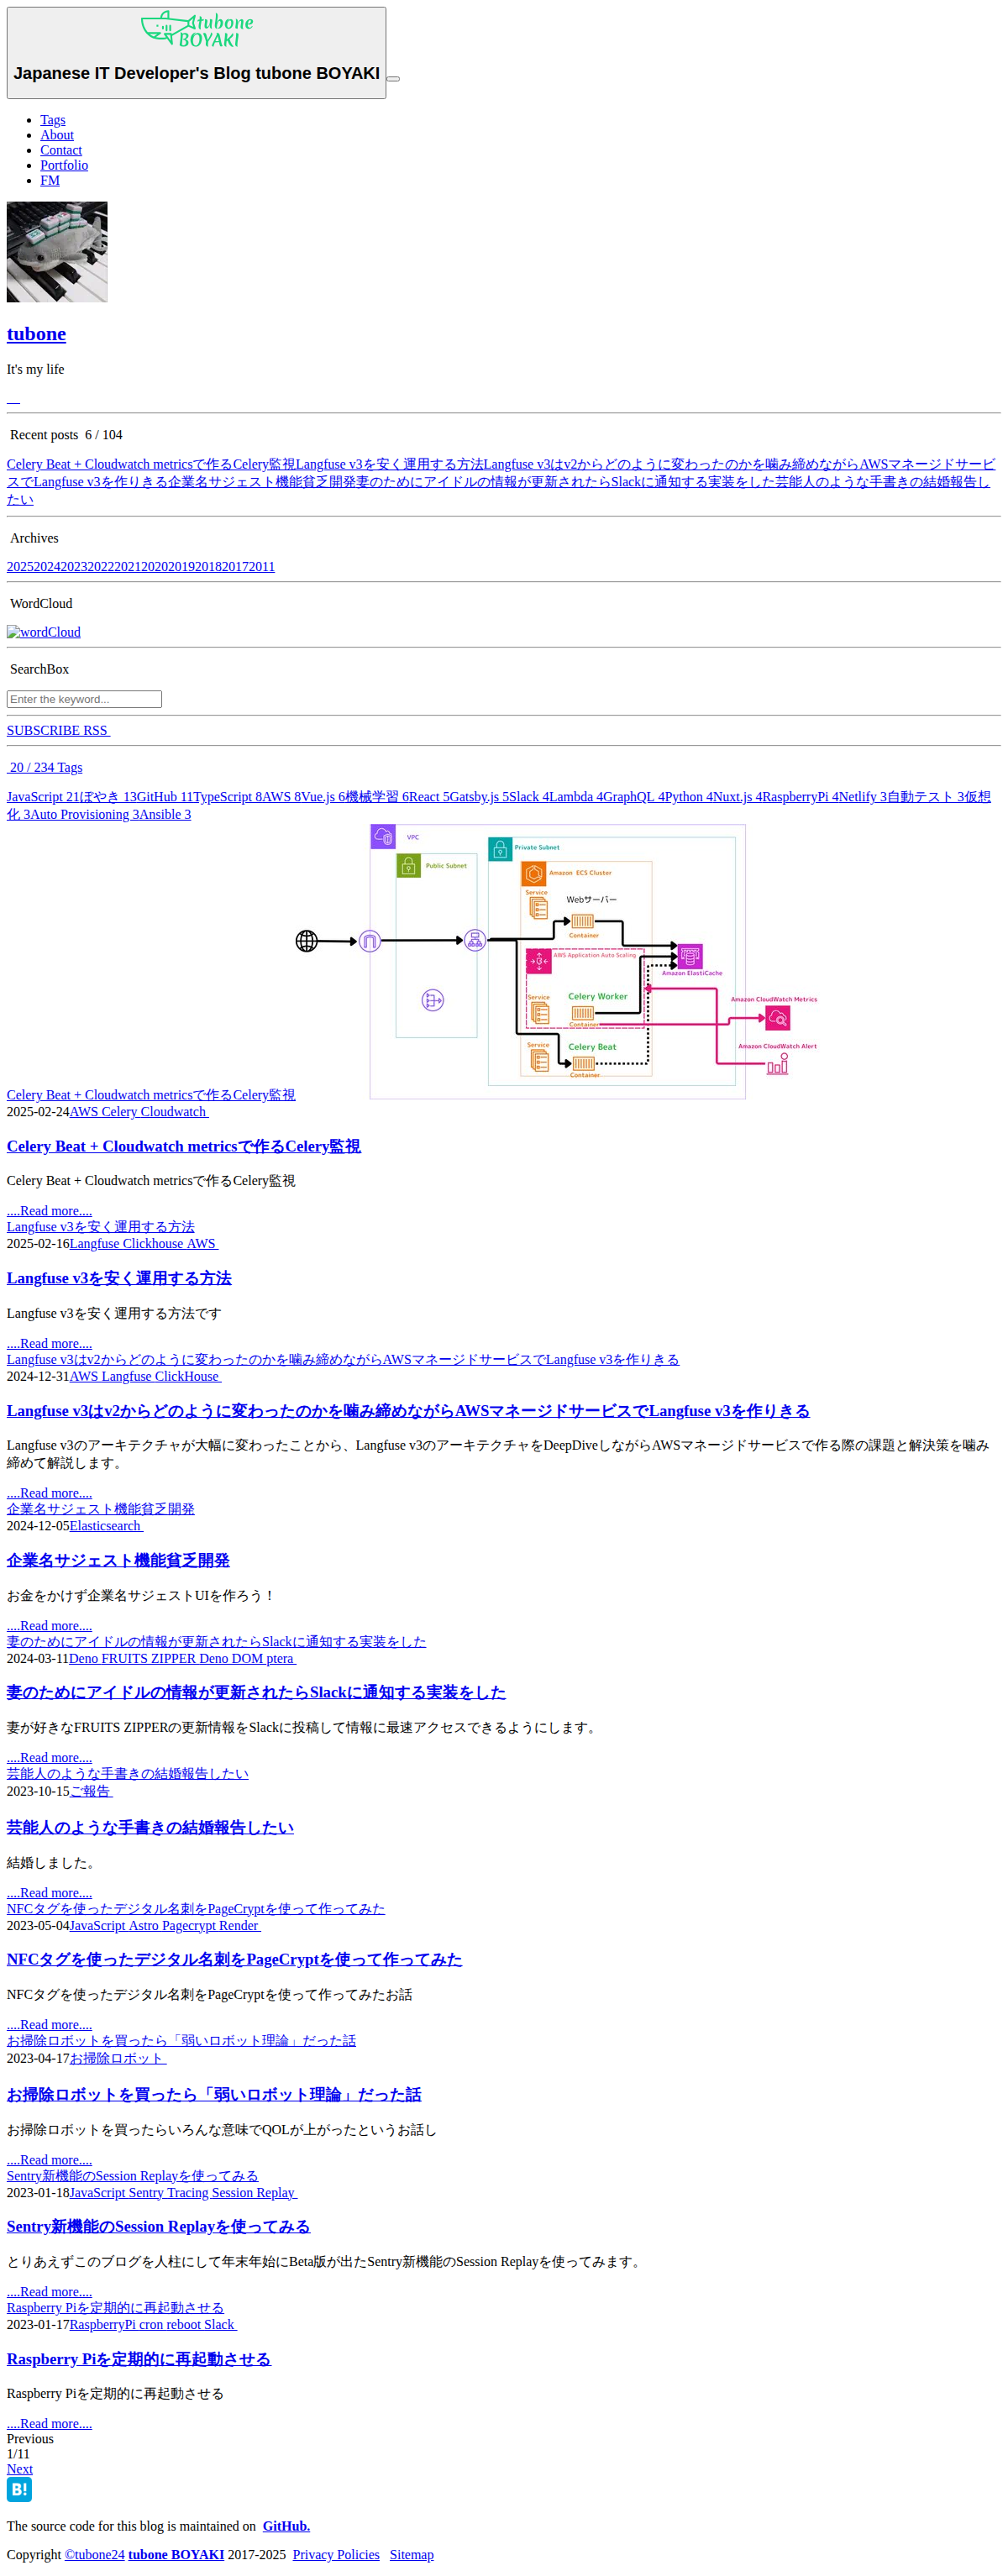 tubone
BOYAKI
Japanese IT Developer's Blog tubone BOYAKI
Tags
About
Contact
Portfolio
FM
tubone
It's my life
Recent posts  6 / 104
Celery Beat + Cloudwatch metricsで作るCelery監視Langfuse v3を安く運用する方法Langfuse v3はv2からどのように変わったのかを噛み締めながらAWSマネージドサービ
スでLangfuse v3を作りきる企業名サジェスト機能貧乏開発妻のためにアイドルの情報が更新されたらSlackに通知する実装をした芸能人のような手書きの結婚報告し
たい
Archives
2025202420232022202120202019201820172011
WordCloud
wordCloud
SearchBox
Enter the keyword...
SUBSCRIBE RSS
20 / 234 Tags
JavaScript 21ぼやき 13GitHub 11TypeScript 8AWS 8Vue.js 6機械学習 6React 5Gatsby.js 5Slack 4Lambda 4GraphQL 4Python 4Nuxt.js 4RaspberryPi 4Netlify 3自動テスト 3仮想
化 3Auto Provisioning 3Ansible 3
VPC
Public Subnet
Private Subnet
Amazon ECS Cluster
Service
Webサーバー
Container
AWS Application Auto Scaling
Amazon ElastiCache
Service
Celery Worker
Container
Amazon CloudWatch Metrics
Service
Celery Beat
Container
Amazon CloudWatch Alert
Celery Beat + Cloudwatch metricsで作るCelery監視
2025-02-24AWS Celery Cloudwatch
Celery Beat + Cloudwatch metricsで作るCelery監視
Celery Beat + Cloudwatch metricsで作るCelery監視
....Read more....
Langfuse v3を安く運用する方法
2025-02-16Langfuse Clickhouse AWS
Langfuse v3を安く運用する方法
Langfuse v3を安く運用する方法です
....Read more....
Langfuse v3はv2からどのように変わったのかを噛み締めながらAWSマネージドサービスでLangfuse v3を作りきる
2024-12-31AWS Langfuse ClickHouse
Langfuse v3はv2からどのように変わったのかを噛み締めながらAWSマネージドサービスでLangfuse v3を作りきる
Langfuse v3のアーキテクチャが大幅に変わったことから、Langfuse v3のアーキテクチャをDeepDiveしながらAWSマネージドサービスで作る際の課題と解決策を噛み
締めて解説します。
....Read more....
企業名サジェスト機能貧乏開発
2024-12-05Elasticsearch
企業名サジェスト機能貧乏開発
お金をかけず企業名サジェストUIを作ろう！
....Read more....
妻のためにアイドルの情報が更新されたらSlackに通知する実装をした
2024-03-11Deno FRUITS ZIPPER Deno DOM ptera
妻のためにアイドルの情報が更新されたらSlackに通知する実装をした
妻が好きなFRUITS ZIPPERの更新情報をSlackに投稿して情報に最速アクセスできるようにします。
....Read more....
芸能人のような手書きの結婚報告したい
2023-10-15ご報告
芸能人のような手書きの結婚報告したい
結婚しました。
....Read more....
NFCタグを使ったデジタル名刺をPageCryptを使って作ってみた
2023-05-04JavaScript Astro Pagecrypt Render
NFCタグを使ったデジタル名刺をPageCryptを使って作ってみた
NFCタグを使ったデジタル名刺をPageCryptを使って作ってみたお話
....Read more....
お掃除ロボットを買ったら「弱いロボット理論」だった話
2023-04-17お掃除ロボット
お掃除ロボットを買ったら「弱いロボット理論」だった話
お掃除ロボットを買ったらいろんな意味でQOLが上がったというお話し
....Read more....
Sentry新機能のSession Replayを使ってみる
2023-01-18JavaScript Sentry Tracing Session Replay
Sentry新機能のSession Replayを使ってみる
とりあえずこのブログを人柱にして年末年始にBeta版が出たSentry新機能のSession Replayを使ってみます。
....Read more....
Raspberry Piを定期的に再起動させる
2023-01-17RaspberryPi cron reboot Slack
Raspberry Piを定期的に再起動させる
Raspberry Piを定期的に再起動させる
....Read more....
Previous
1/11
Next
B!
The source code for this blog is maintained on GitHub.
Copyright ©tubone24 tubone BOYAKI 2017-2025 Privacy Policies Sitemap